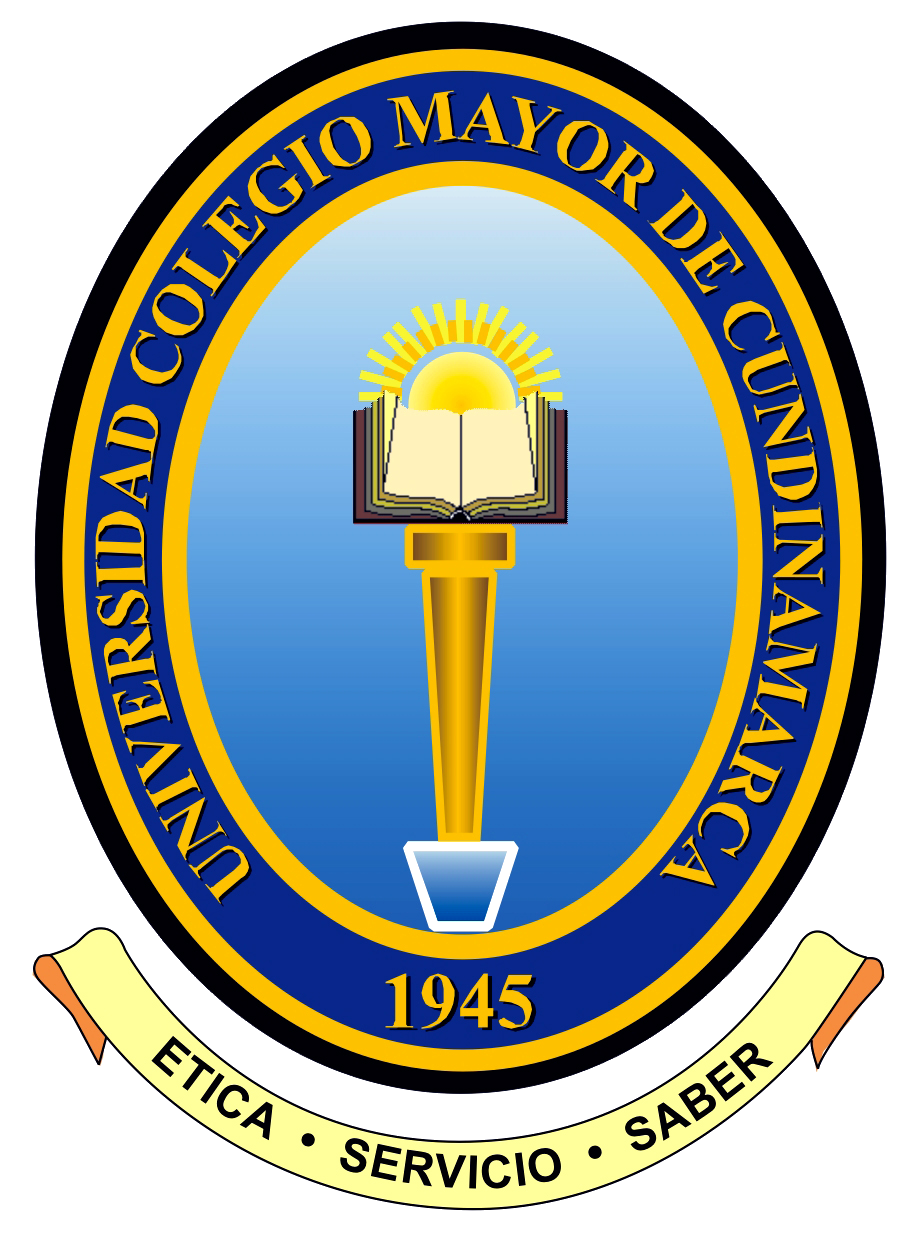 UNIVERSIDAD COLEGIO MAYOR DE CUNDINAMARCA
1945
ETICA • SERVICIO • SABER